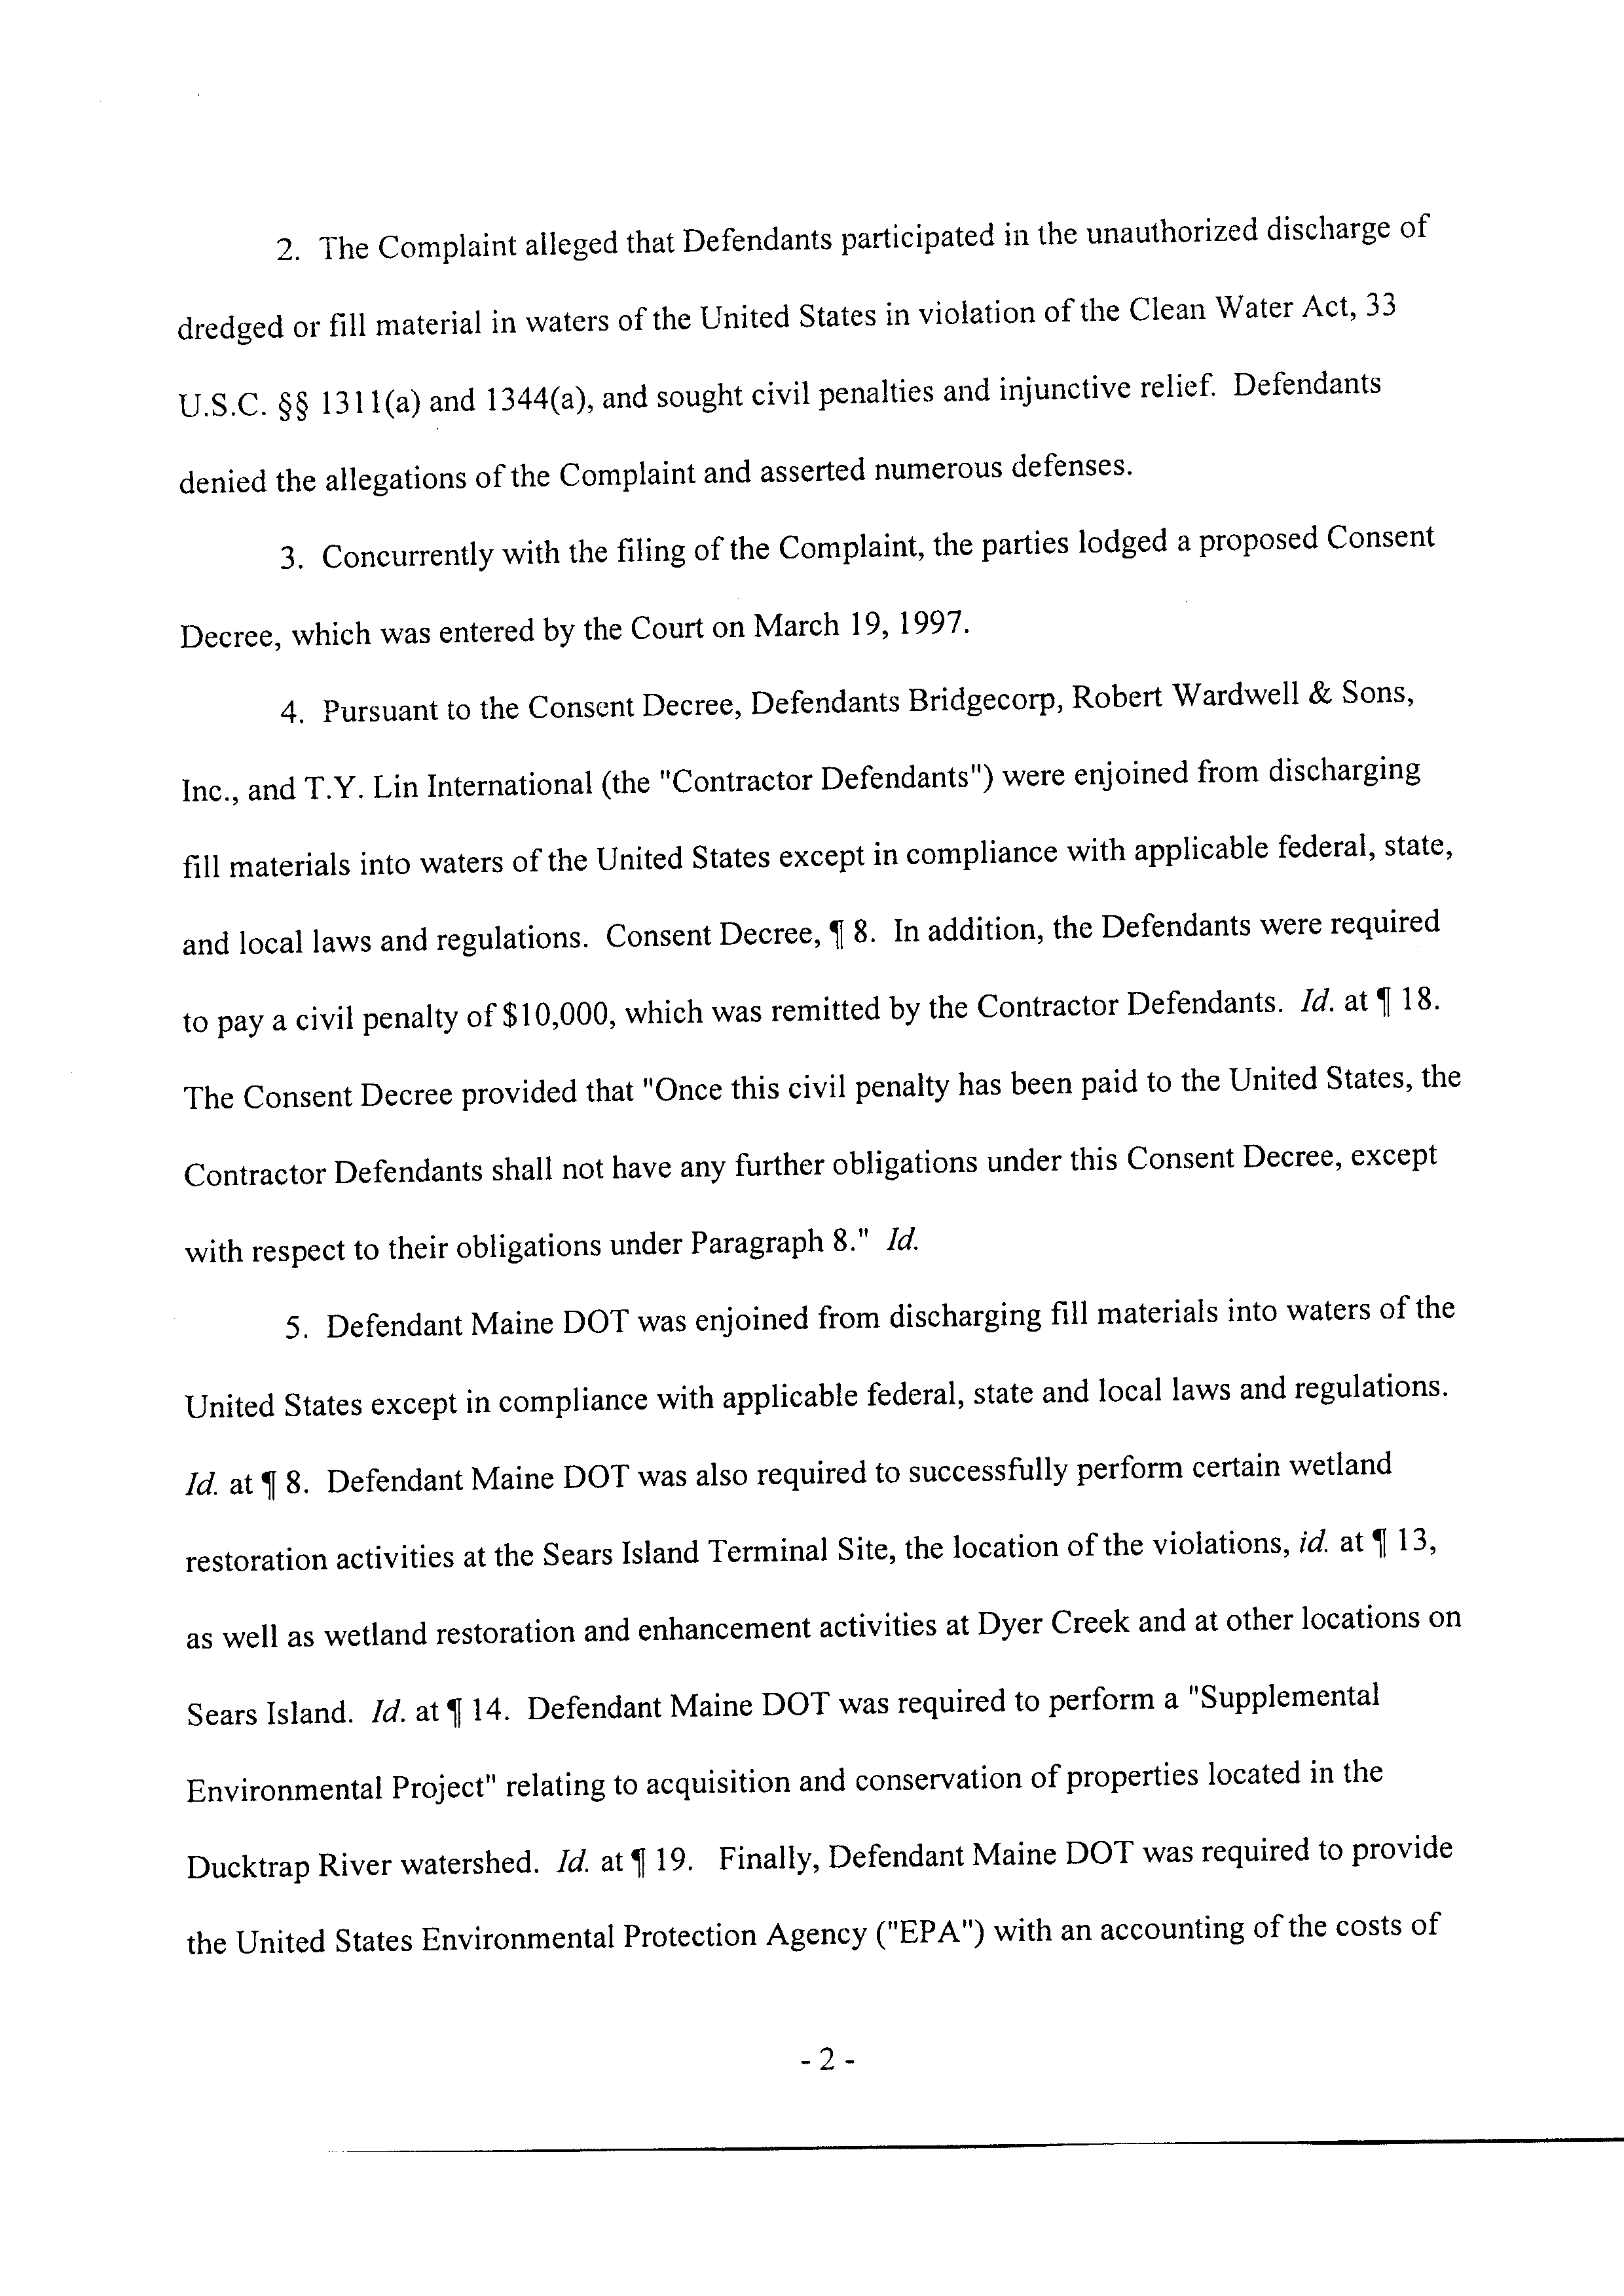 2. The Complaint alleged that Defendants participated in the unauthorized discharge of
dredged or fill material in waters of the United States in violation of the Clean Water Act, 33
U.S.C. §§ 1311(a) and 1344(a), and sought civil penalties and injunctive relief. Defendants
denied the allegations of the Complaint and asserted numerous defenses.
3. Concurrently with the filing of the Complaint, the parties lodged a proposed Consent
Decree, which was entered by the Court on March 19, 1997.
4. Pursuant to the Consent Decree, Defendants Bridgecorp, Robert Wardwell & Sons,
Inc., and T.Y. Lin International (the "Contractor Defendants") were enjoined from discharging
fill materials into waters of the United States except in compliance with applicable federal, state,
and local laws and regulations. Consent Decree, ¶ 8. In addition, the Defendants were required
to pay a civil penalty of $10,000, which was remitted by the Contractor Defendants. Id. at ¶ 18.
The Consent Decree provided that "Once this civil penalty has been paid to the United States, the
Contractor Defendants shall not have any further obligations under this Consent Decree, except
with respect to their obligations under Paragraph 8." Id.
5. Defendant Maine DOT was enjoined from discharging fill materials into waters of the
United States except in compliance with applicable federal, state and local laws and regulations.
Id. at ¶ 8. Defendant Maine DOT was also required to successfully perform certain wetland
restoration activities at the Sears Island Terminal Site, the location of the violations, id. at ¶ 13,
as well as wetland restoration and enhancement activities at Dyer Creek and at other locations on
Sears Island. Id. at ¶ 14. Defendant Maine DOT was required to perform a "Supplemental
Environmental Project" relating to acquisition and conservation of properties located in the
Ducktrap River watershed. Id. at ¶ 19. Finally, Defendant Maine DOT was required to provide
the United States Environmental Protection Agency ("EPA") with an accounting of the costs of
- 2 -